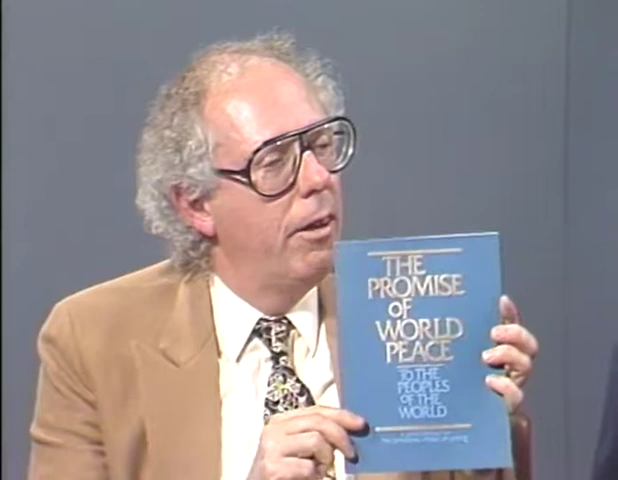 THE
PROMISE
OF
WORLD
PEACE
TO THE
PEOPLES
OF THE
WORLD